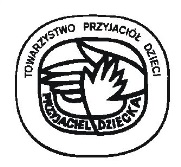 TOWARZYSTWO PRZYJACIÓŁ DZIECI
PRZYJACIEL DZIECKA